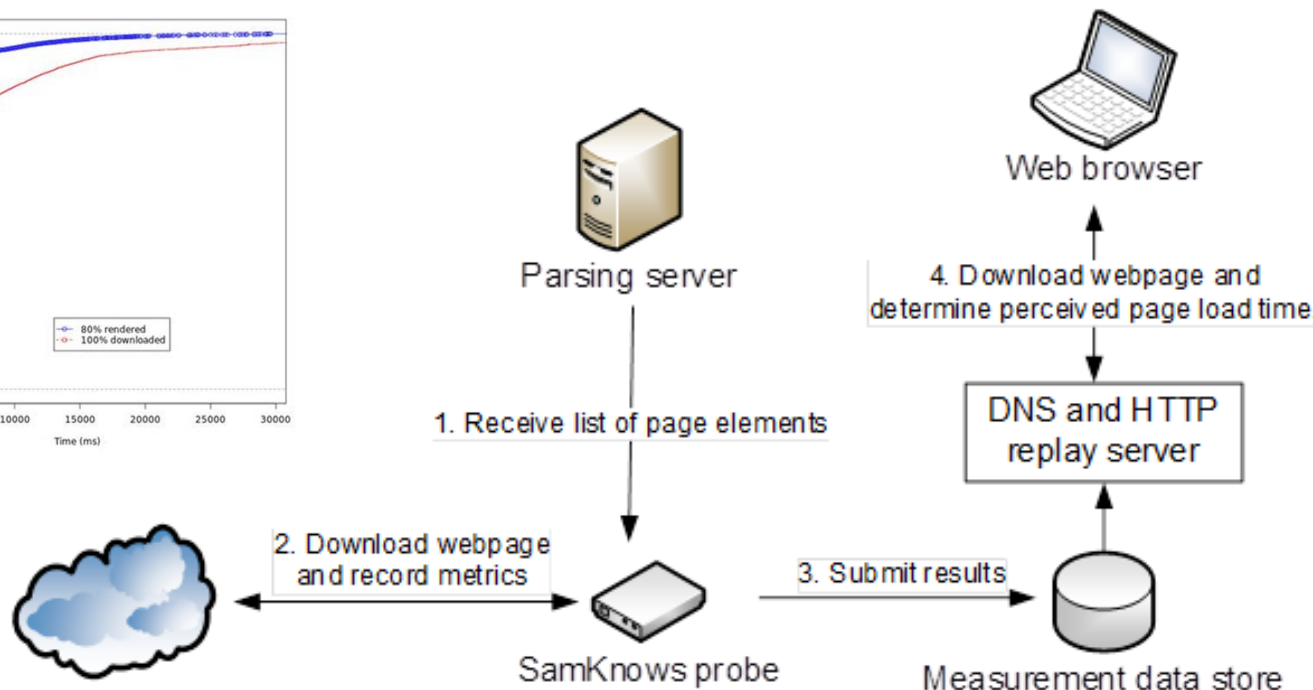 80% rendered
100% downloaded
10000 15000 20000 25000 30000
Time (ms)
Parsing server
Web browser
1. Receive list of page elements
4. Download webpage and
determine perceived page load time
DNS and HTTP
replay server
2. Download webpage
and record metrics
3. Submit results
SamKnows probe
Measurement data store